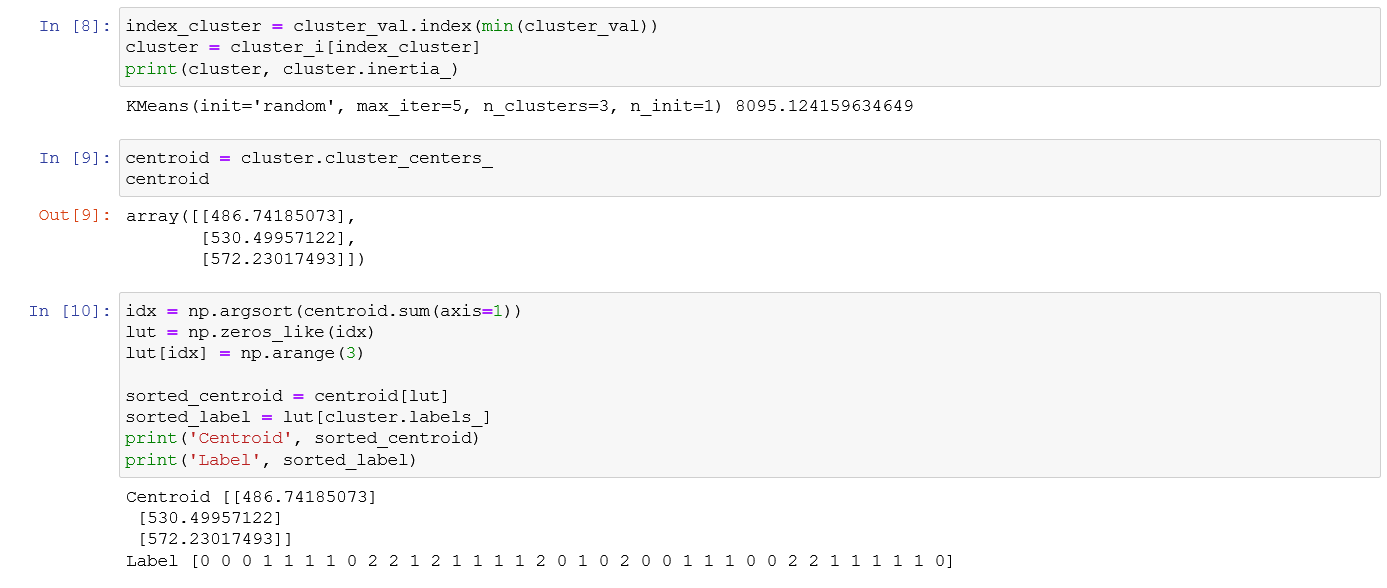 In [8]: index_cluster = cluster_val.index(min(cluster_val))
cluster = cluster_i[index_cluster]
print(cluster, cluster.inertia_)
KMeans(init='random', max_iter=5, n_clusters=3, n_init=1) 8095.124159634649
In [9]: centroid = cluster.cluster_centers_
centroid
Out[9]: array([[486.74185073],
[530.49957122],
[572.23017493]])
In [10]: idx = np.argsort(centroid.sum(axis=1))
lut = np.zeros_like(idx)
lut[idx] = np.arange(3)
sorted_centroid = centroid[lut]
sorted_label = lut[cluster.labels_]
print('Centroid', sorted_centroid)
print('Label', sorted_label)
Centroid [[486.74185073]
[530.49957122]
[572.23017493]]
Label [0 0 0 1 1 1 1 0 2 2 1 2 1 1 1 1 2 0 1 0 2 0 0 1 1 1 0 0 2 2 1 1 1 1 1 0]